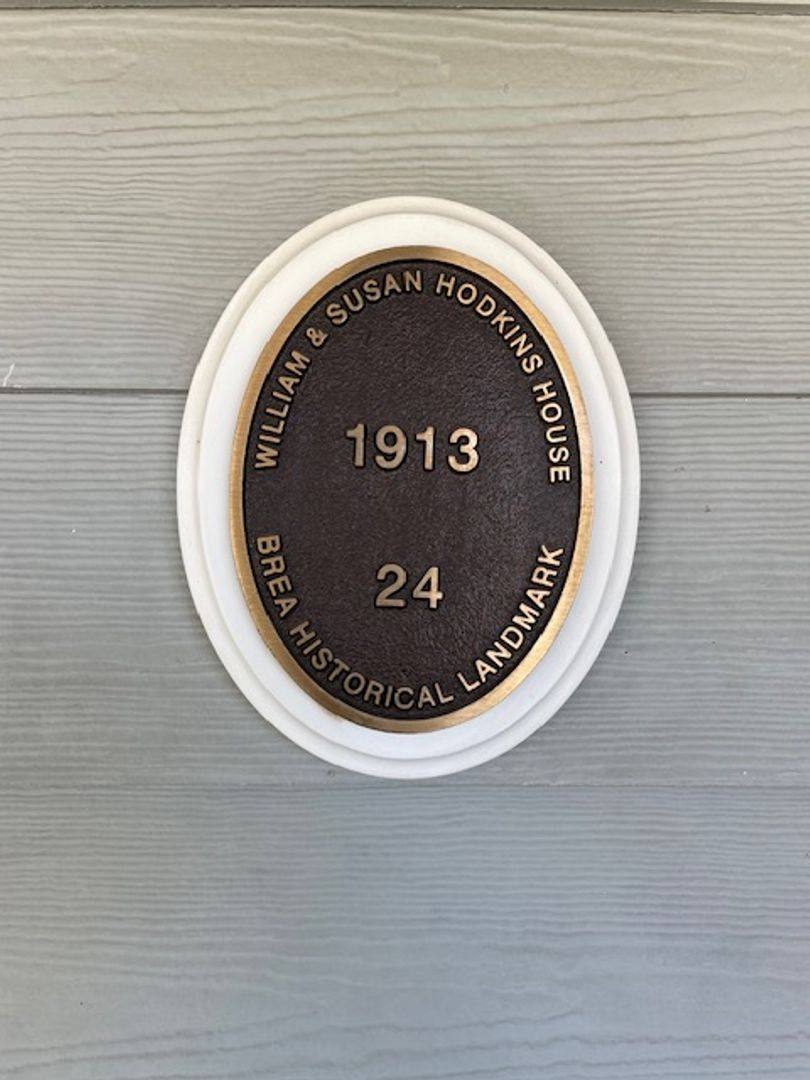 WILLIAM & SUSAN HODKINS HOUSE
1913
24
BREA HISTORICAL LANDMARK